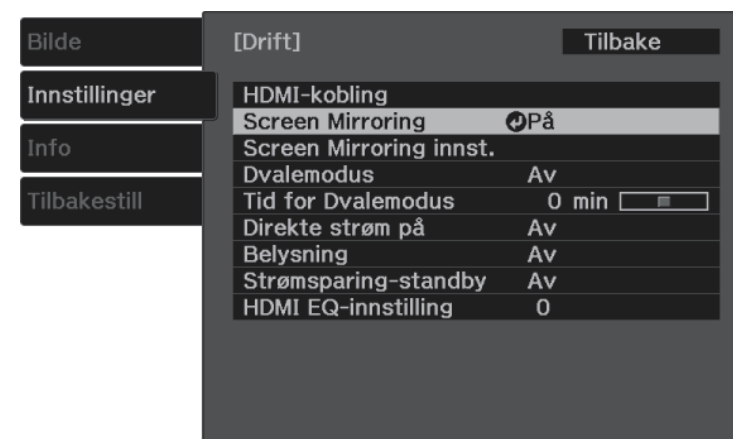 Bilde
Innstillinger
Info
Tilbakestill
[Drift] Tilbake
HDMI-kobling
Screen Mirroring På
Screen Mirroring innst.
Dvalemodus Av
Tid for Dvalemodus 0 min
Direkte strøm på Av
Belysning Av
Strømsparing-standby Av
HDMI EQ-innstilling 0